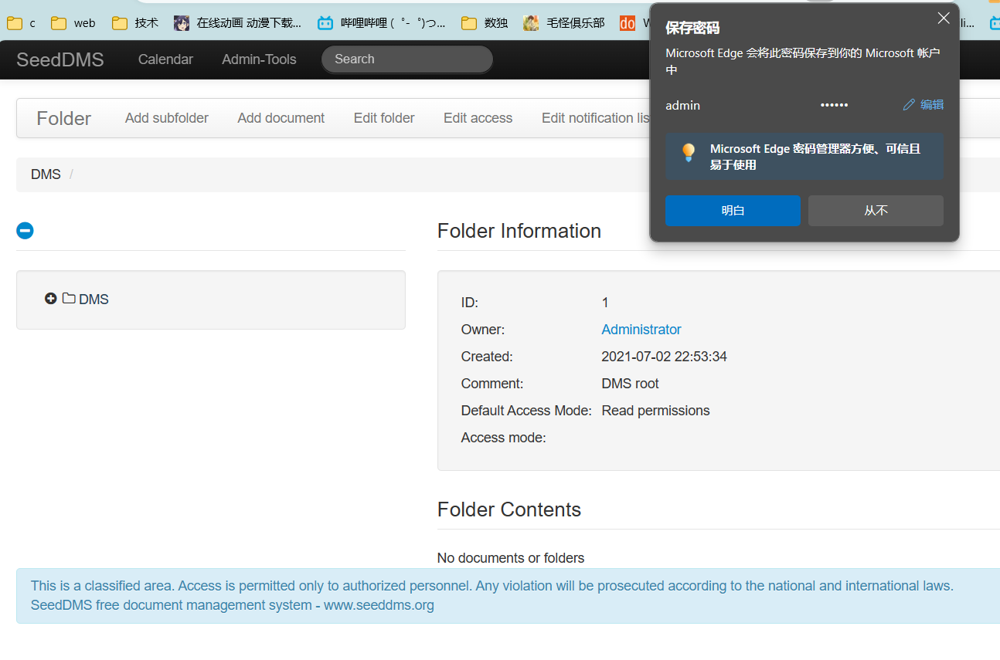 c web 技术 在线动画 动漫下载... 哔哩哔哩 ( ゜- ゜)つ... 数独 毛怪俱乐部 do
保存密码
Microsoft Edge 会将此密码保存到你的 Microsoft 帐户
中
admin •••••• 编辑
Microsoft Edge 密码管理器方便、可信且
易于使用
明白 从不
SeedDMS Calendar Admin-Tools Search
Folder Add subfolder Add document Edit folder Edit access Edit notification lis
DMS /
DMS
Folder Information
ID: 1
Owner: Administrator
Created: 2021-07-02 22:53:34
Comment: DMS root
Default Access Mode: Read permissions
Access mode:
Folder Contents
No documents or folders
This is a classified area. Access is permitted only to authorized personnel. Any violation will be prosecuted according to the national and international laws.
SeedDMS free document management system - www.seeddms.org